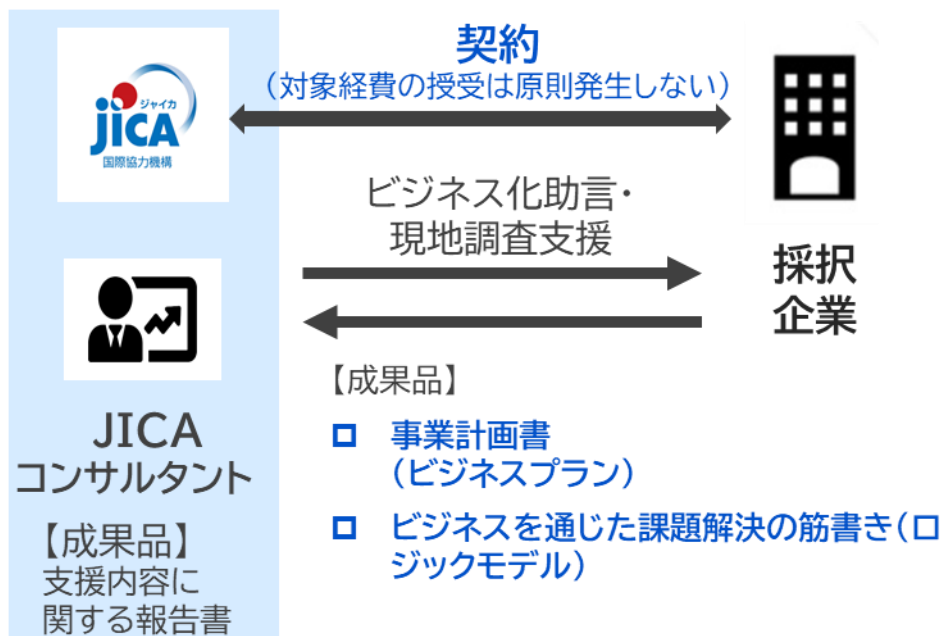 ジャイカ
JICA
国際協力機構
契約
(対象経費の授受は原則発生しない)
ビジネス化助言・
現地調査支援
採択
企業
JICA
コンサルタント
【成果品】
支援内容に
関する報告書
【成果品】
事業計画書
(ビジネスプラン)
ビジネスを通じた課題解決の筋書き(ロ
ジックモデル)